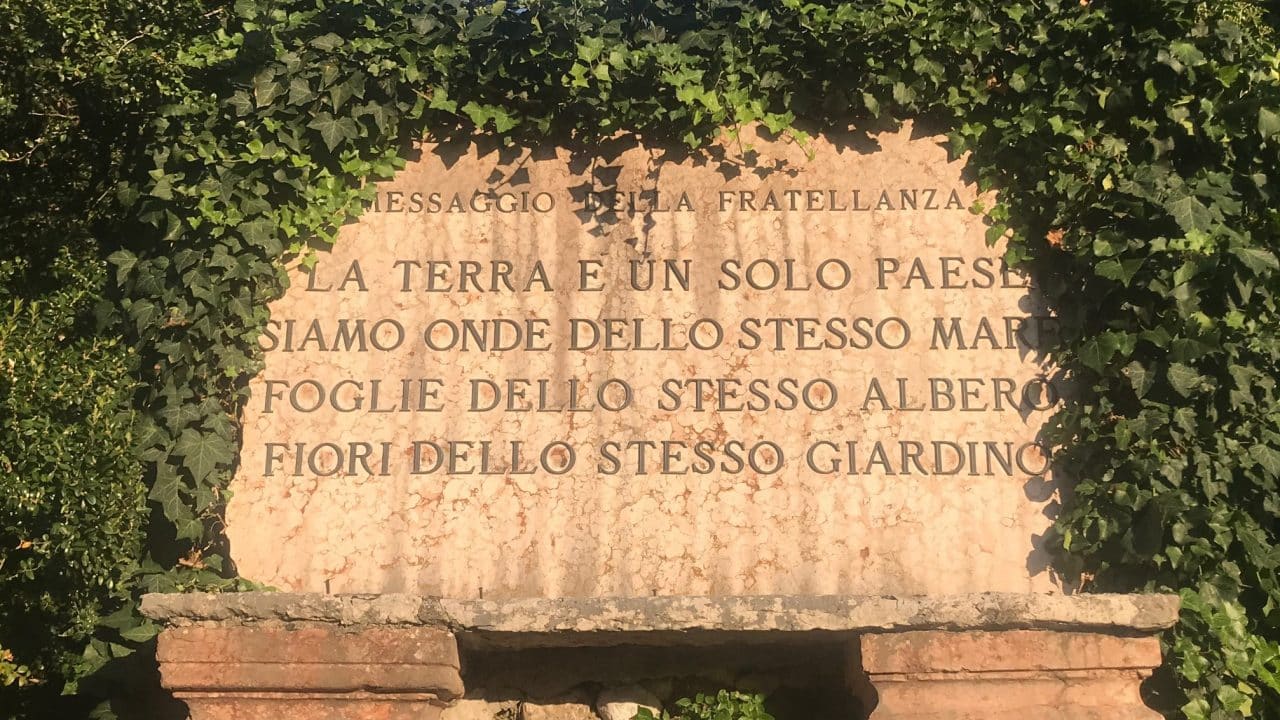 MESSAGGIO DELLA FRATELLANZA
LA TERRA E UN SOLO PAESE
SIAMO ONDE DELLO STESSO MARE
FOGLIE DELLO STESSO ALBERO
FIORI DELLO STESSO GIARDINO